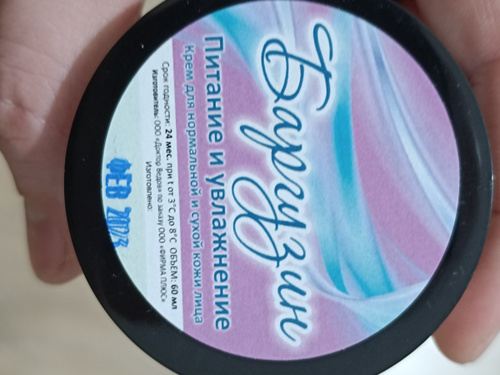 Баргузин
Питание и увлажнение
Крем для нормальной и сухой кожи лица
Срок годности: 24 мес. при t от 3°С до 8°С ОБЪЕМ: 60 мл
Изготовитель: ООО «Доктор Ведов» по заказу ООО «ФИРМА ПЛЮС»
Изготовлено:
ФЕВ 2023